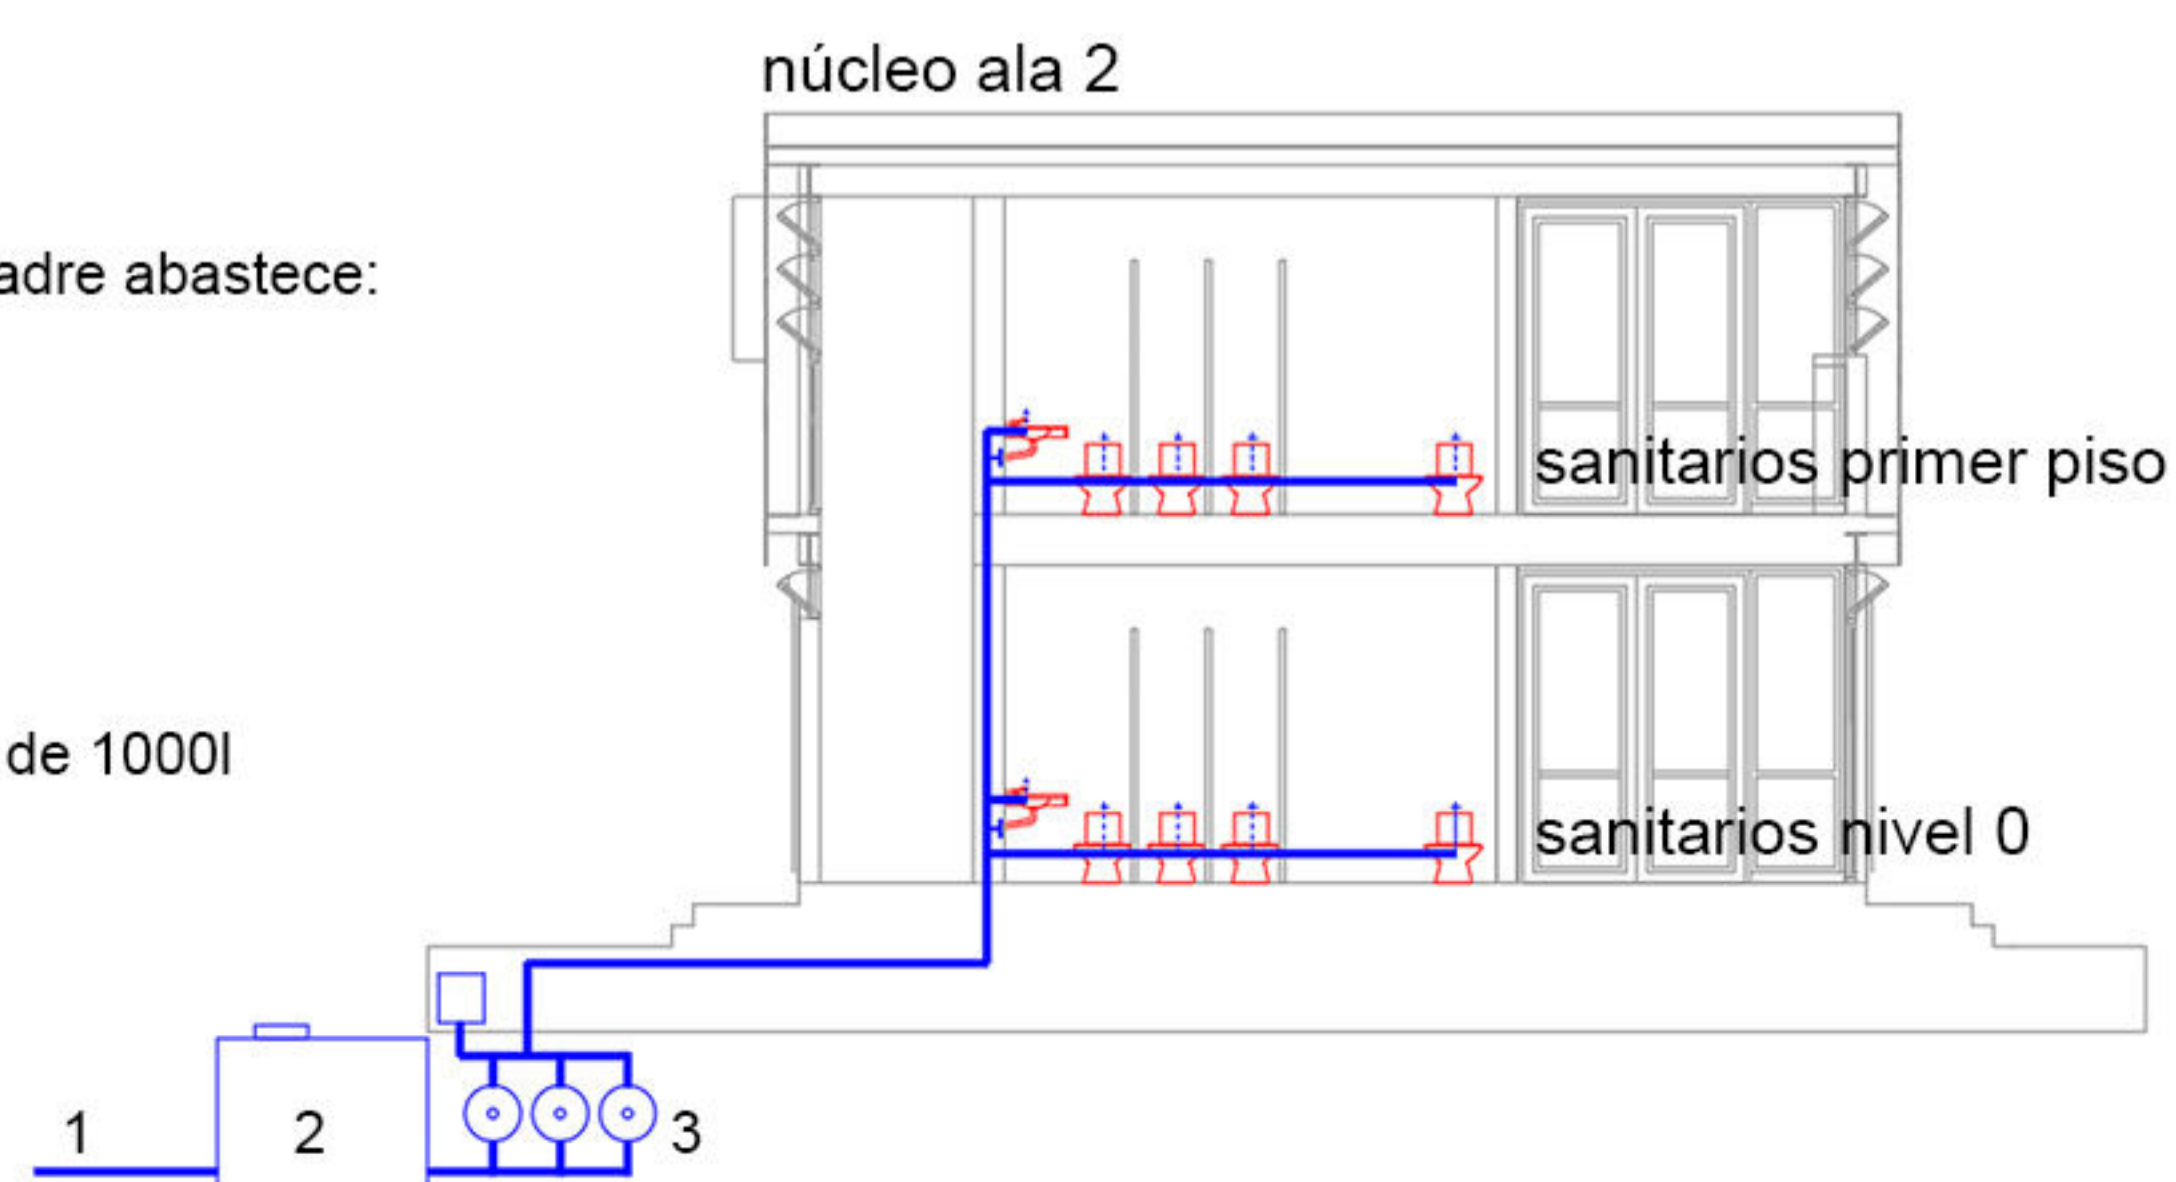 núcleo ala 2
adre abastece:
sanitarios primer piso
de 1000l
sanitarios nivel 0
1
2
3